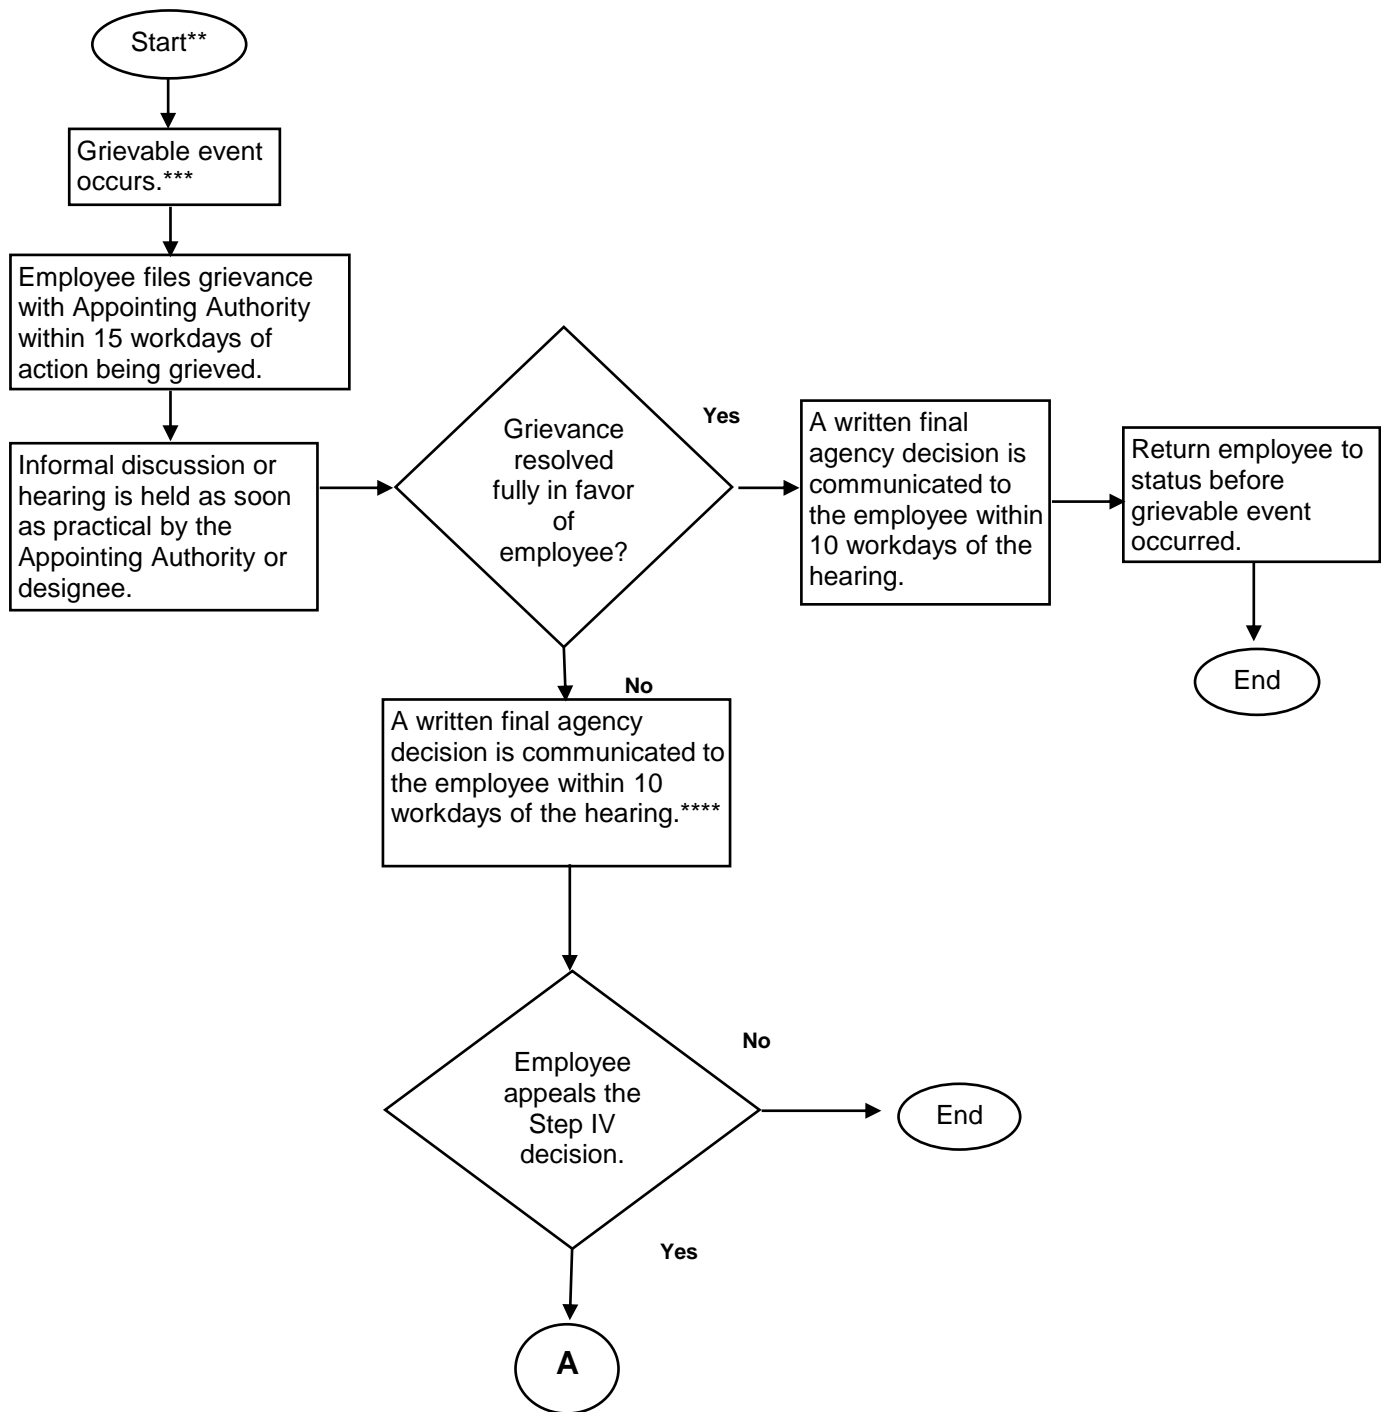 Start**
Grievable event
occurs.***
Employee files grievance
with Appointing Authority
within 15 workdays of
action being grieved.
Informal discussion or
hearing is held as soon
as practical by the
Appointing Authority or
designee.
Grievance
resolved
fully in favor
of
employee?
Yes
A written final
agency decision is
communicated to
the employee within
10 workdays of the
hearing.
Return employee to
status before
grievable event
occurred.
End
No
A written final agency
decision is communicated to
the employee within 10
workdays of the hearing.****
Employee
appeals the
Step IV
decision.
No
End
Yes
A